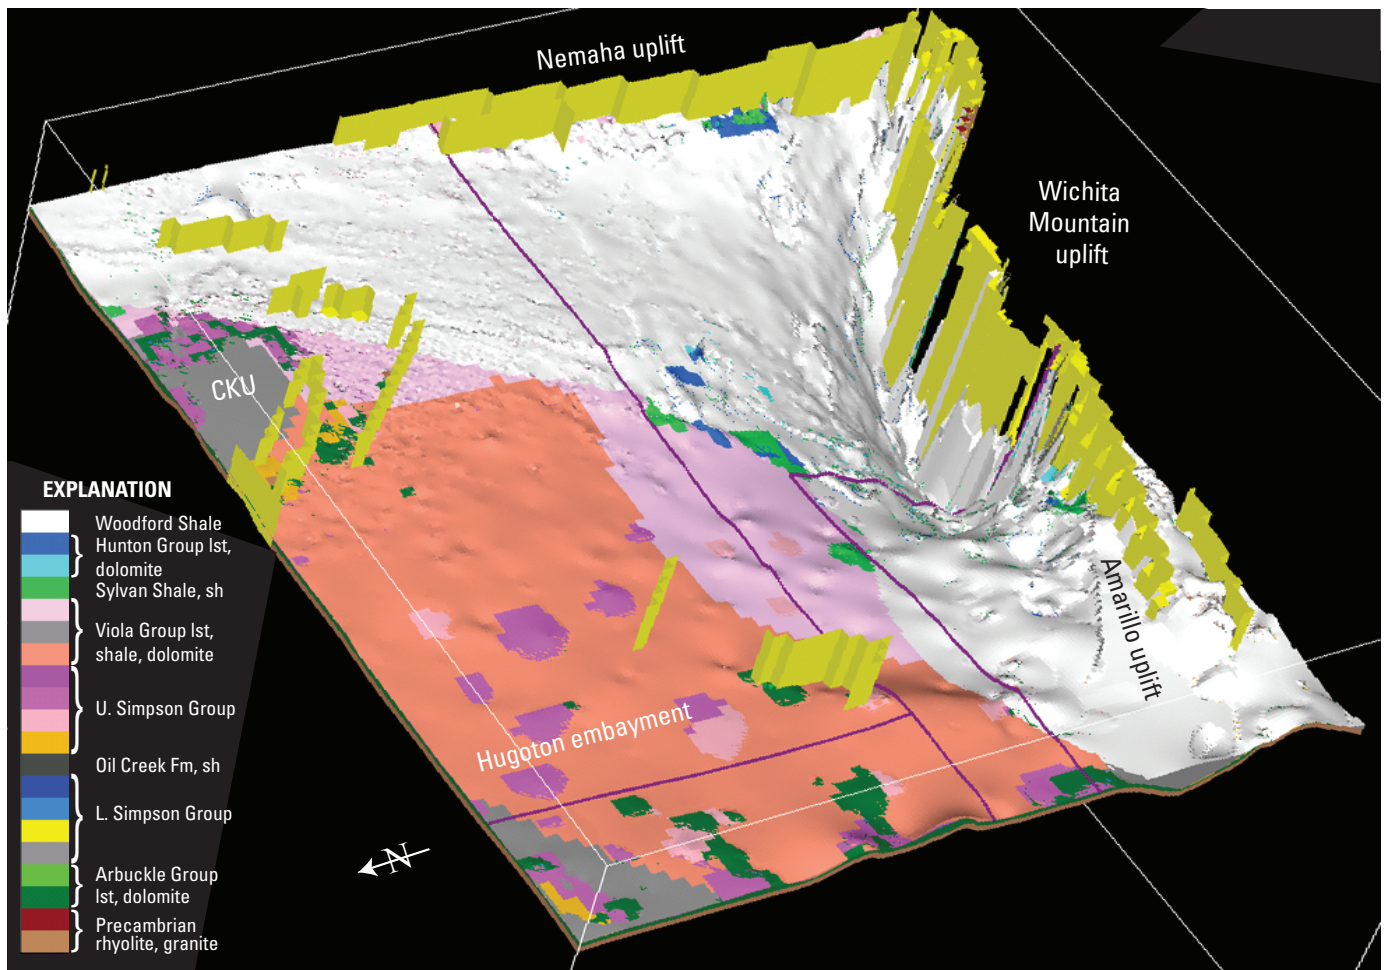 Nemaha uplift
Wichita
Mountain
uplift
CKU
EXPLANATION
Woodford Shale
Hunton Group lst,
dolomite
Sylvan Shale, sh
Viola Group lst,
shale, dolomite
U. Simpson Group
Oil Creek Fm, sh
L. Simpson Group
Arbuckle Group
lst, dolomite
Precambrian
rhyolite, granite
Amarillo uplift
Hugoton embayment
N